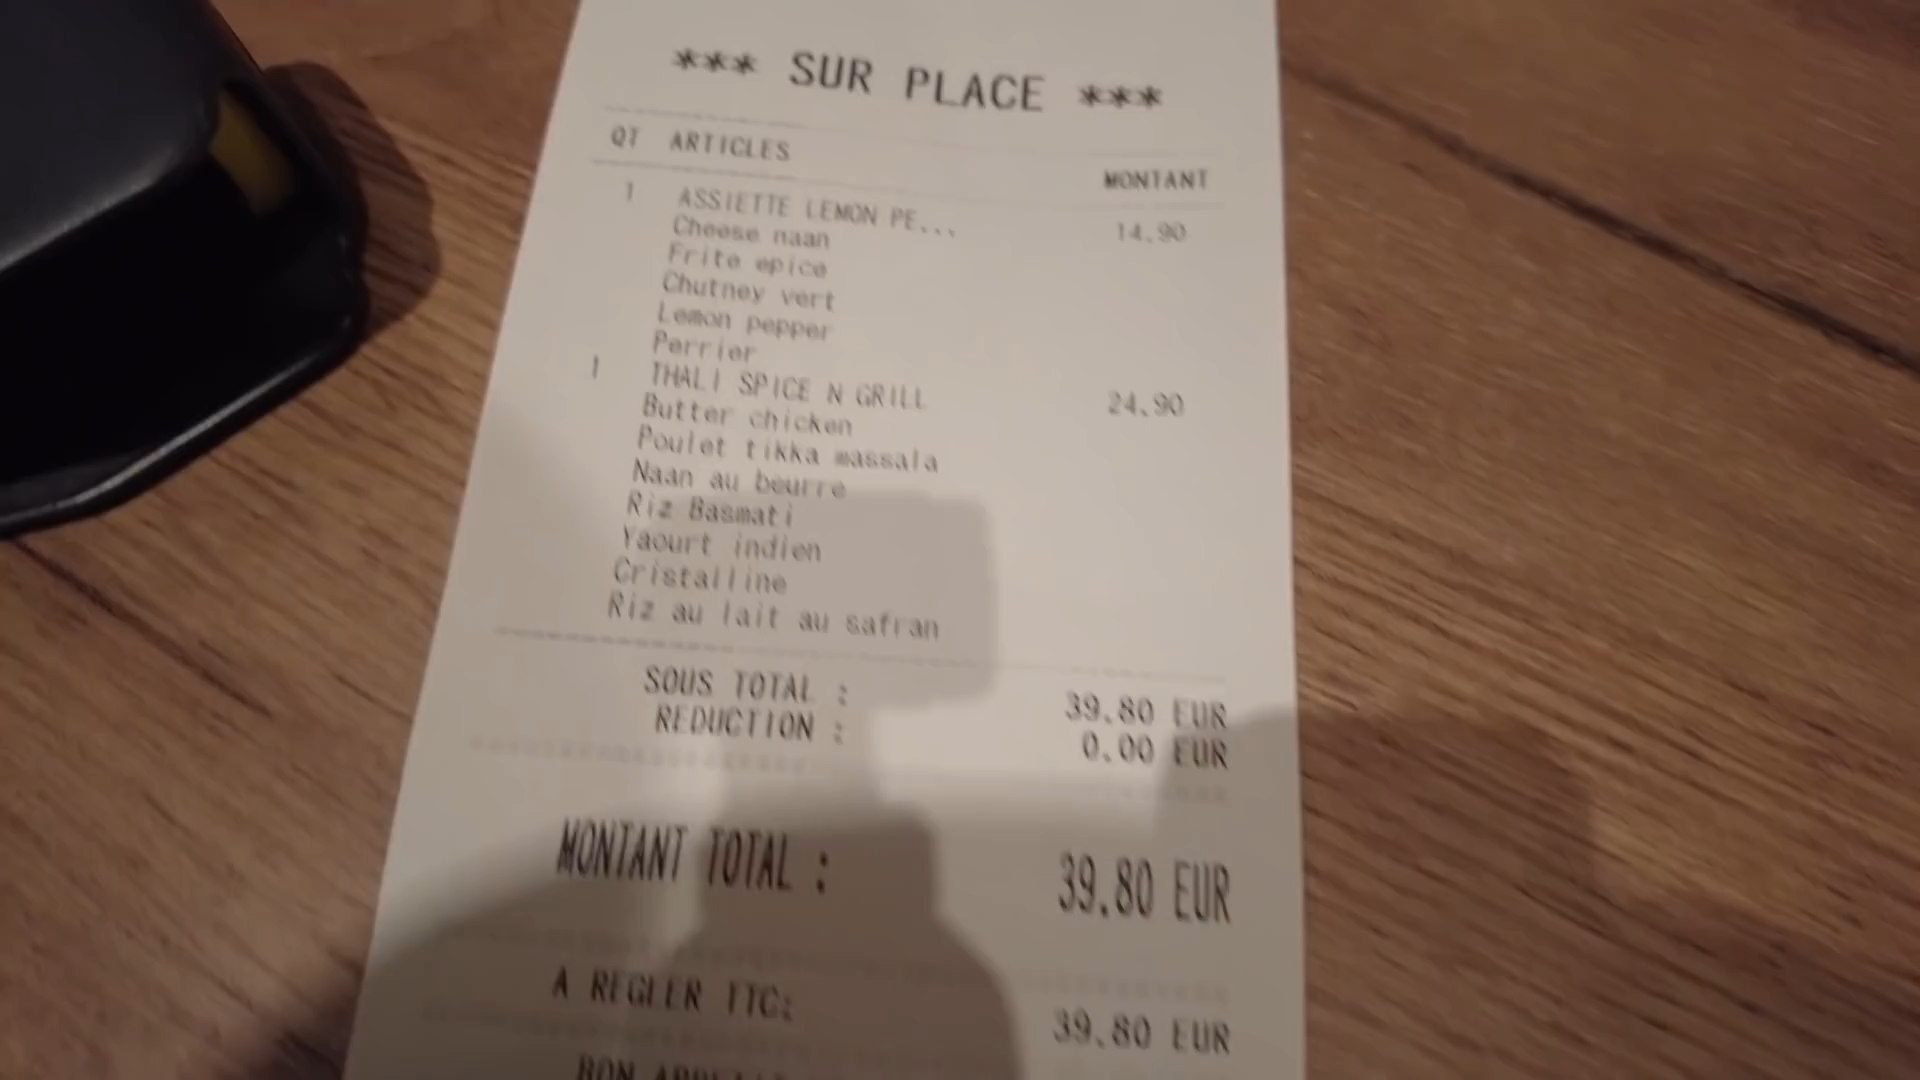 *** SUR PLACE ***
QT ARTICLES MONTANT
1 ASSIETTE LEMON PE... 14.90
Cheese naan
Frite epice
Chutney vert
Lemon pepper
Perrier
1 THALI SPICE N GRILL 24.90
Butter chicken
Poulet tikka massala
Naan au beurre
Riz Basmati
Yaourt indien
Cristalline
Riz au lait au safran
SOUS TOTAL : 39.80 EUR
REDUCTION : 0.00 EUR
MONTANT TOTAL : 39.80 EUR
A REGLER TTC: 39.80 EUR
BON